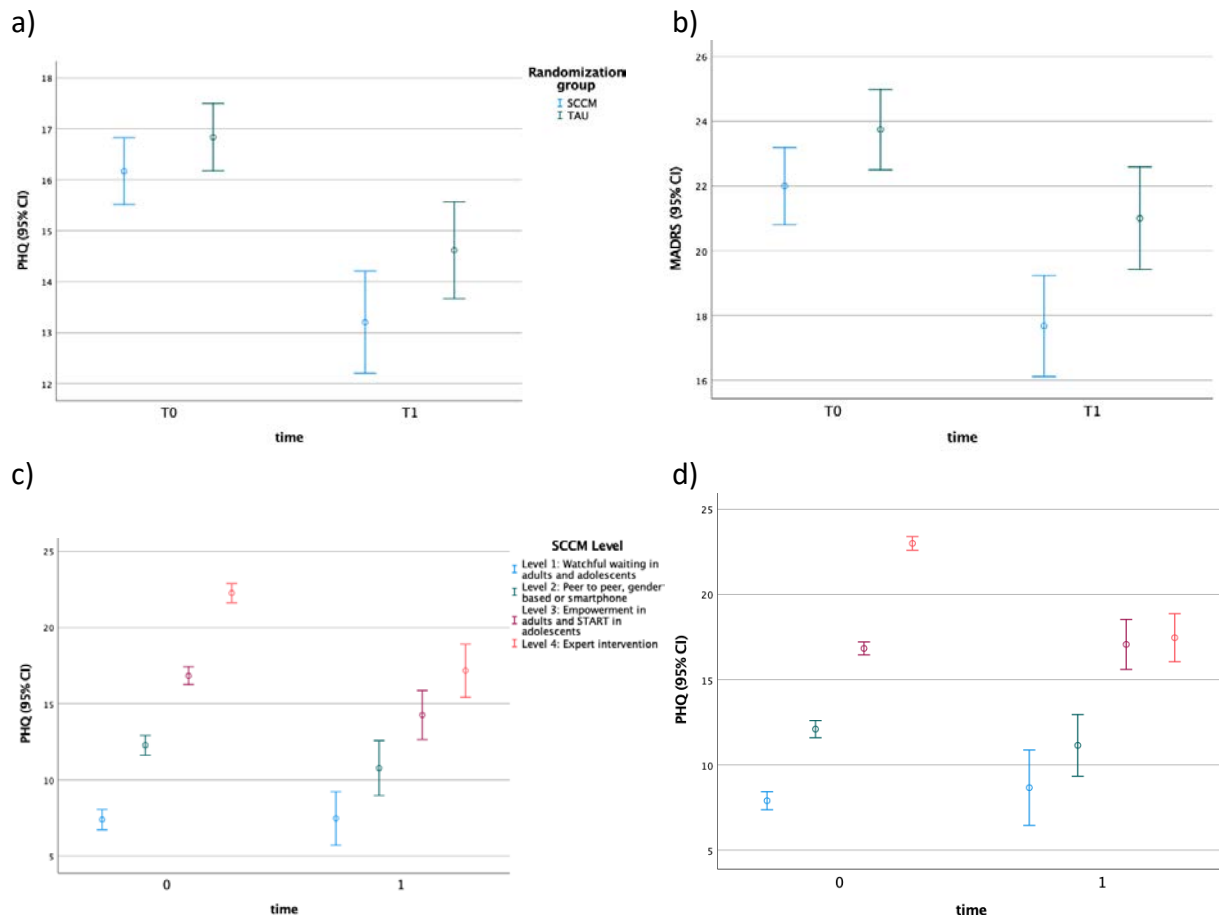 a)
18
17
16
15
14
13
12
PHQ (95% CI)
T0
T1
time
Randomization
group
SCCM
TAU
b)
26
24
22
20
18
16
MADRS (95% CI)
T0
T1
time
c)
25
20
15
10
5
PHQ (95% CI)
0
1
time
SCCM Level
Level 1: Watchful waiting in
adults and adolescents
Level 2: Peer to peer, gender
based or smartphone
Level 3: Empowerment in
adults and START in
adolescents
Level 4: Expert intervention
d)
25
20
15
10
5
PHQ (95% CI)
0
1
time